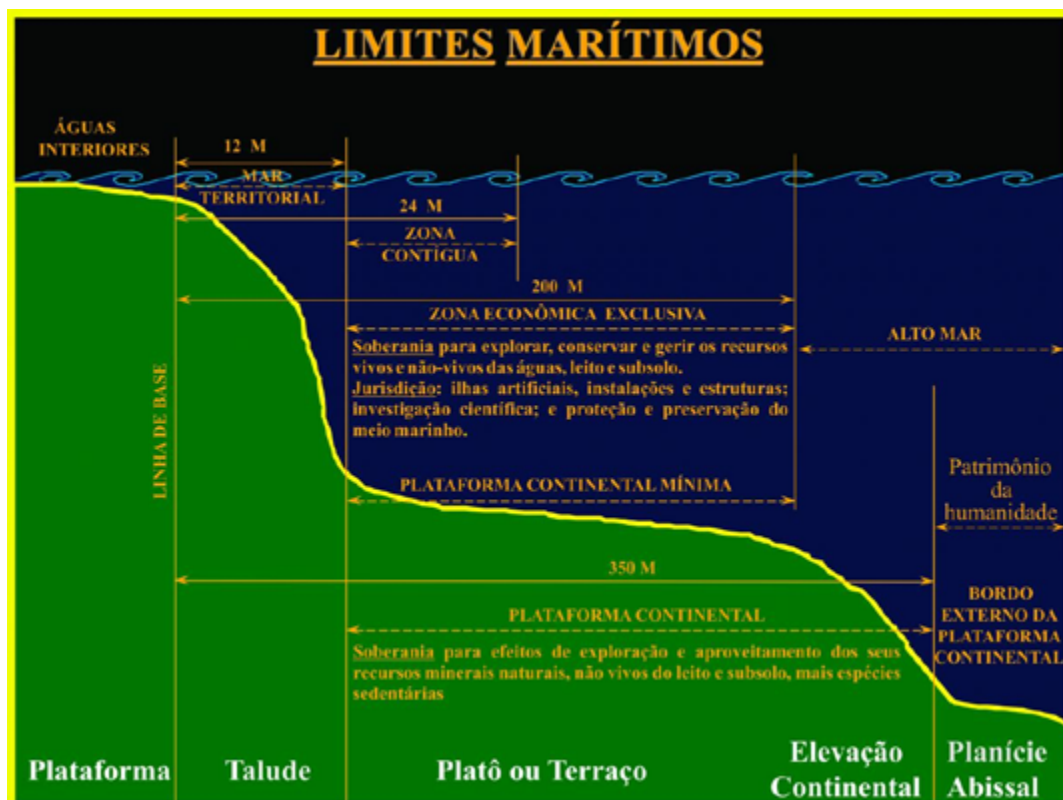 LIMITES MARÍTIMOS
ÁGUAS
INTERIORES
12 M
MAR
TERRITORIAL
24 M
ZONA
CONTÍGUA
200 M
ZONA ECONÔMICA EXCLUSIVA
Soberania para explorar, conservar e gerir os recursos
vivos e não-vivos das águas, leito e subsolo.
Jurisdição: ilhas artificiais, instalações e estruturas;
investigação científica; e proteção e preservação do
meio marinho.
ALTO MAR
LINHA DE BASE
PLATAFORMA CONTINENTAL MÍNIMA
Patrimônio
da
humanidade
350 M
PLATAFORMA CONTINENTAL
Soberania para efeitos de exploração e aproveitamento dos seus
recursos minerais naturais, não vivos do leito e subsolo, mais espécies
sedentárias
BORDO
EXTERNO DA
PLATAFORMA
CONTINENTAL
Plataforma
Talude
Platô ou Terraço
Elevação
Continental
Planície
Abissal